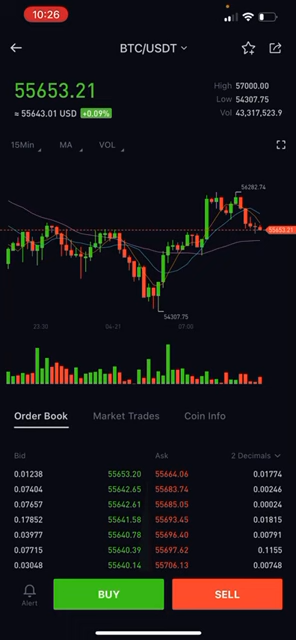 10:26
BTC/USDT
55653.21
≈ 55643.01 USD +0.09%
High 57000.00
Low 54307.75
Vol 43,317,523.9
15Min MA VOL
56282.74
55653.21
54307.75
23:30 04-21 07:00
Order Book Market Trades Coin Info
Bid Ask 2 Decimals
0.01238 55653.20 55664.06 0.01774
0.07404 55642.65 55683.74 0.00246
0.07657 55642.61 55685.05 0.00024
0.17852 55641.58 55693.45 0.01815
0.03977 55640.78 55696.40 0.00791
0.07715 55640.39 55697.62 0.1155
0.03048 55640.14 55706.13 0.00748
Alert
BUY
SELL